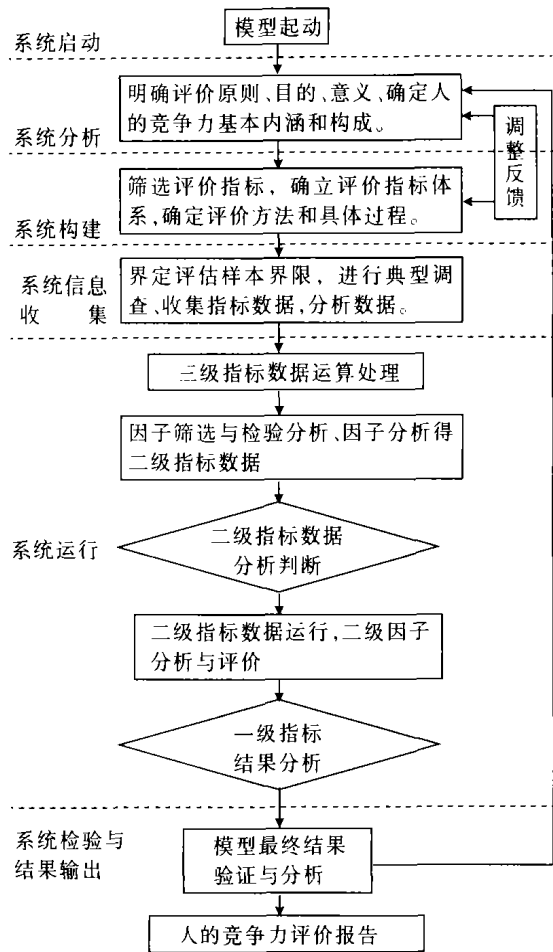 模型起动
系统启动
明确评价原则、目的、意义、确定人
的竞争力基本内涵和构成。
系统分析
调整反馈
筛选评价指标，确立评价指标体
系,确定评价方法和具体过程。
系统构建
界定评估样本界限，进行典型调
查、收集指标数据,分析数据。
系统信息
收 集
三级指标数据运算处理
因子筛选与检验分析、因子分析得
二级指标数据
二级指标数据
分析判断
系统运行
二级指标数据运行,二级因子
分析与评价
一级指标
结果分析
系统检验与
结果输出
模型最终结果
验证与分析
人的竞争力评价报告